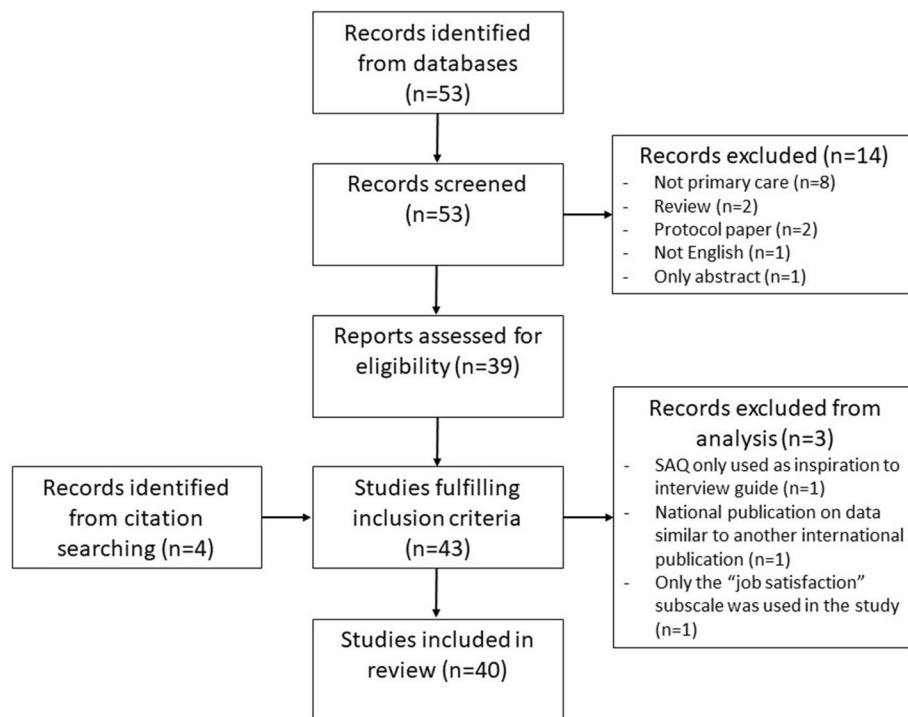 Records identified
from databases
(n=53)
Records screened
(n=53)
Records excluded (n=14)
- Not primary care (n=8)
- Review (n=2)
- Protocol paper (n=2)
- Not English (n=1)
- Only abstract (n=1)
Reports assessed for
eligibility (n=39)
Records identified
from citation
searching (n=4)
Studies fulfilling
inclusion criteria
(n=43)
Records excluded from
analysis (n=3)
- SAQ only used as inspiration to
interview guide (n=1)
- National publication on data
similar to another international
publication (n=1)
- Only the “job satisfaction”
subscale was used in the study
(n=1)
Studies included in
review (n=40)